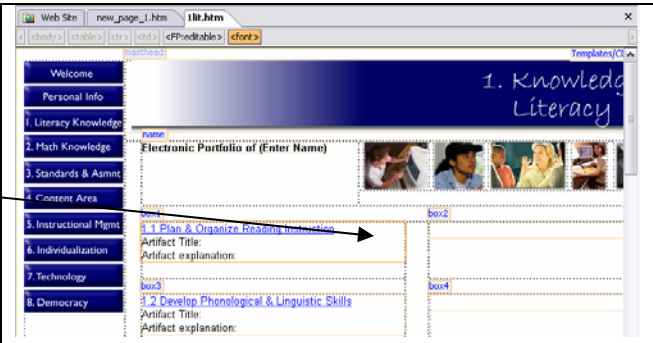 Web Site new_page_1.htm 1lit.htm
<body> <table> <tr> <td> <FP:editable> <font>
masthead Templates/Cl
1. Knowledg
Literacy
Welcome
Personal Info
1. Literacy Knowledge
2. Math Knowledge
3. Standards & Asmnt
4. Content Area
5. Instructional Mgmt
6. Individualization
7. Technology
8. Democracy
name
Electronic Portfolio of (Enter Name)
box1 box2
1.1 Plan & Organize Reading Instruction
Artifact Title:
Artifact explanation:
box3 box4
1.2 Develop Phonological & Linguistic Skills
Artifact Title:
Artifact explanation: